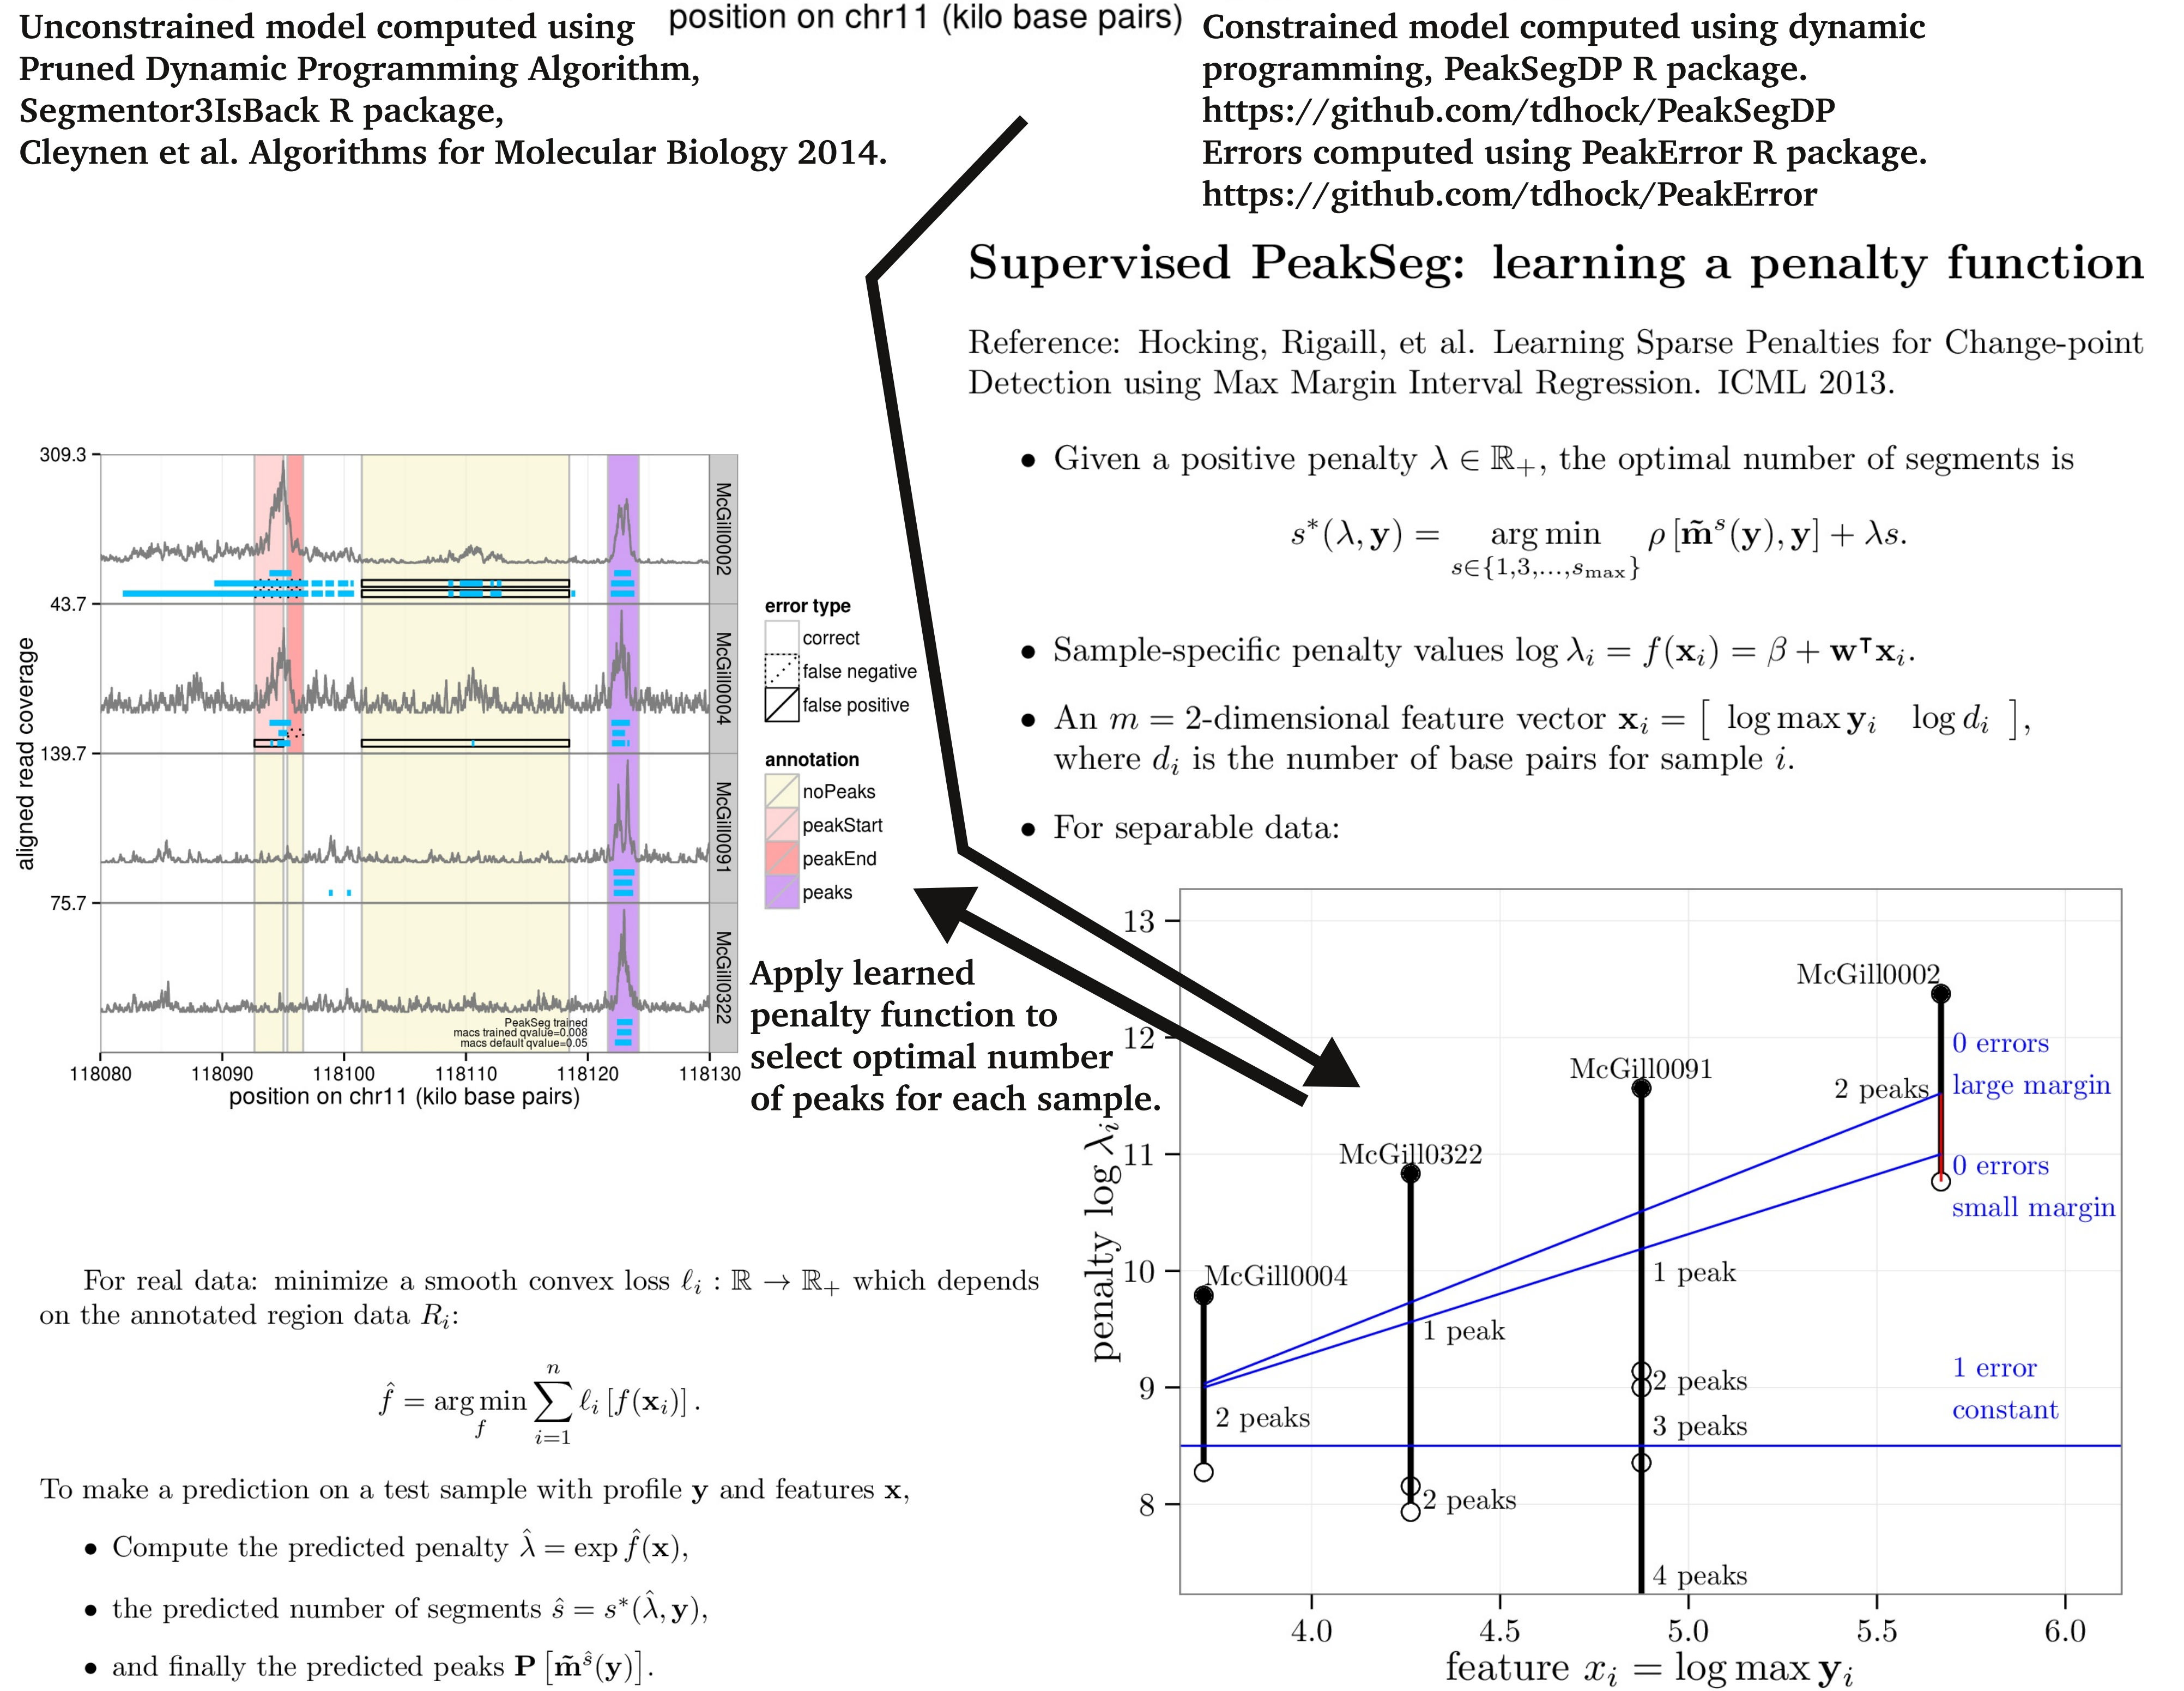 position on chr11 (kilo base pairs)
Unconstrained model computed using
Pruned Dynamic Programming Algorithm,
Segmentor3IsBack R package,
Cleynen et al. Algorithms for Molecular Biology 2014.
Constrained model computed using dynamic
programming, PeakSegDP R package.
https://github.com/tdhock/PeakSegDP
Errors computed using PeakError R package.
https://github.com/tdhock/PeakError
Supervised PeakSeg: learning a penalty function
Reference: Hocking, Rigaill, et al. Learning Sparse Penalties for Change-point
Detection using Max Margin Interval Regression. ICML 2013.
• Given a positive penalty λ ∈ ℝ₊, the optimal number of segments is
s*(λ, y) = arg min ρ [m̃ˢ(y), y] + λs.
s∈{1,3,...,s_max}
• Sample-specific penalty values log λᵢ = f(xᵢ) = β + w⊺xᵢ.
• An m = 2-dimensional feature vector xᵢ = [ log max yᵢ log dᵢ ],
where dᵢ is the number of base pairs for sample i.
• For separable data:
aligned read coverage
309.3
43.7
139.7
75.7
McGill0002
McGill0004
McGill0091
McGill0322
PeakSeg trained
macs trained qvalue=0.008
macs default qvalue=0.05
118080 118090 118100 118110 118120 118130
position on chr11 (kilo base pairs)
error type
correct
false negative
false positive
annotation
noPeaks
peakStart
peakEnd
peaks
Apply learned
penalty function to
select optimal number
of peaks for each sample.
penalty log λᵢ
13
12
11
10
9
8
McGill0002
0 errors
large margin
2 peaks
McGill0091
McGill0322
0 errors
small margin
McGill0004
1 peak
1 peak
1 error
constant
2 peaks
2 peaks
3 peaks
2 peaks
4 peaks
4.0 4.5 5.0 5.5 6.0
feature xᵢ = log max yᵢ
For real data: minimize a smooth convex loss ℓᵢ : ℝ → ℝ₊ which depends
on the annotated region data Rᵢ:
f̂ = arg min_f ∑ᵢ₌₁ⁿ ℓᵢ [f(xᵢ)] .
To make a prediction on a test sample with profile y and features x,
• Compute the predicted penalty λ̂ = exp f̂(x),
• the predicted number of segments ŝ = s*(λ̂, y),
• and finally the predicted peaks P [m̃^ŝ(y)].